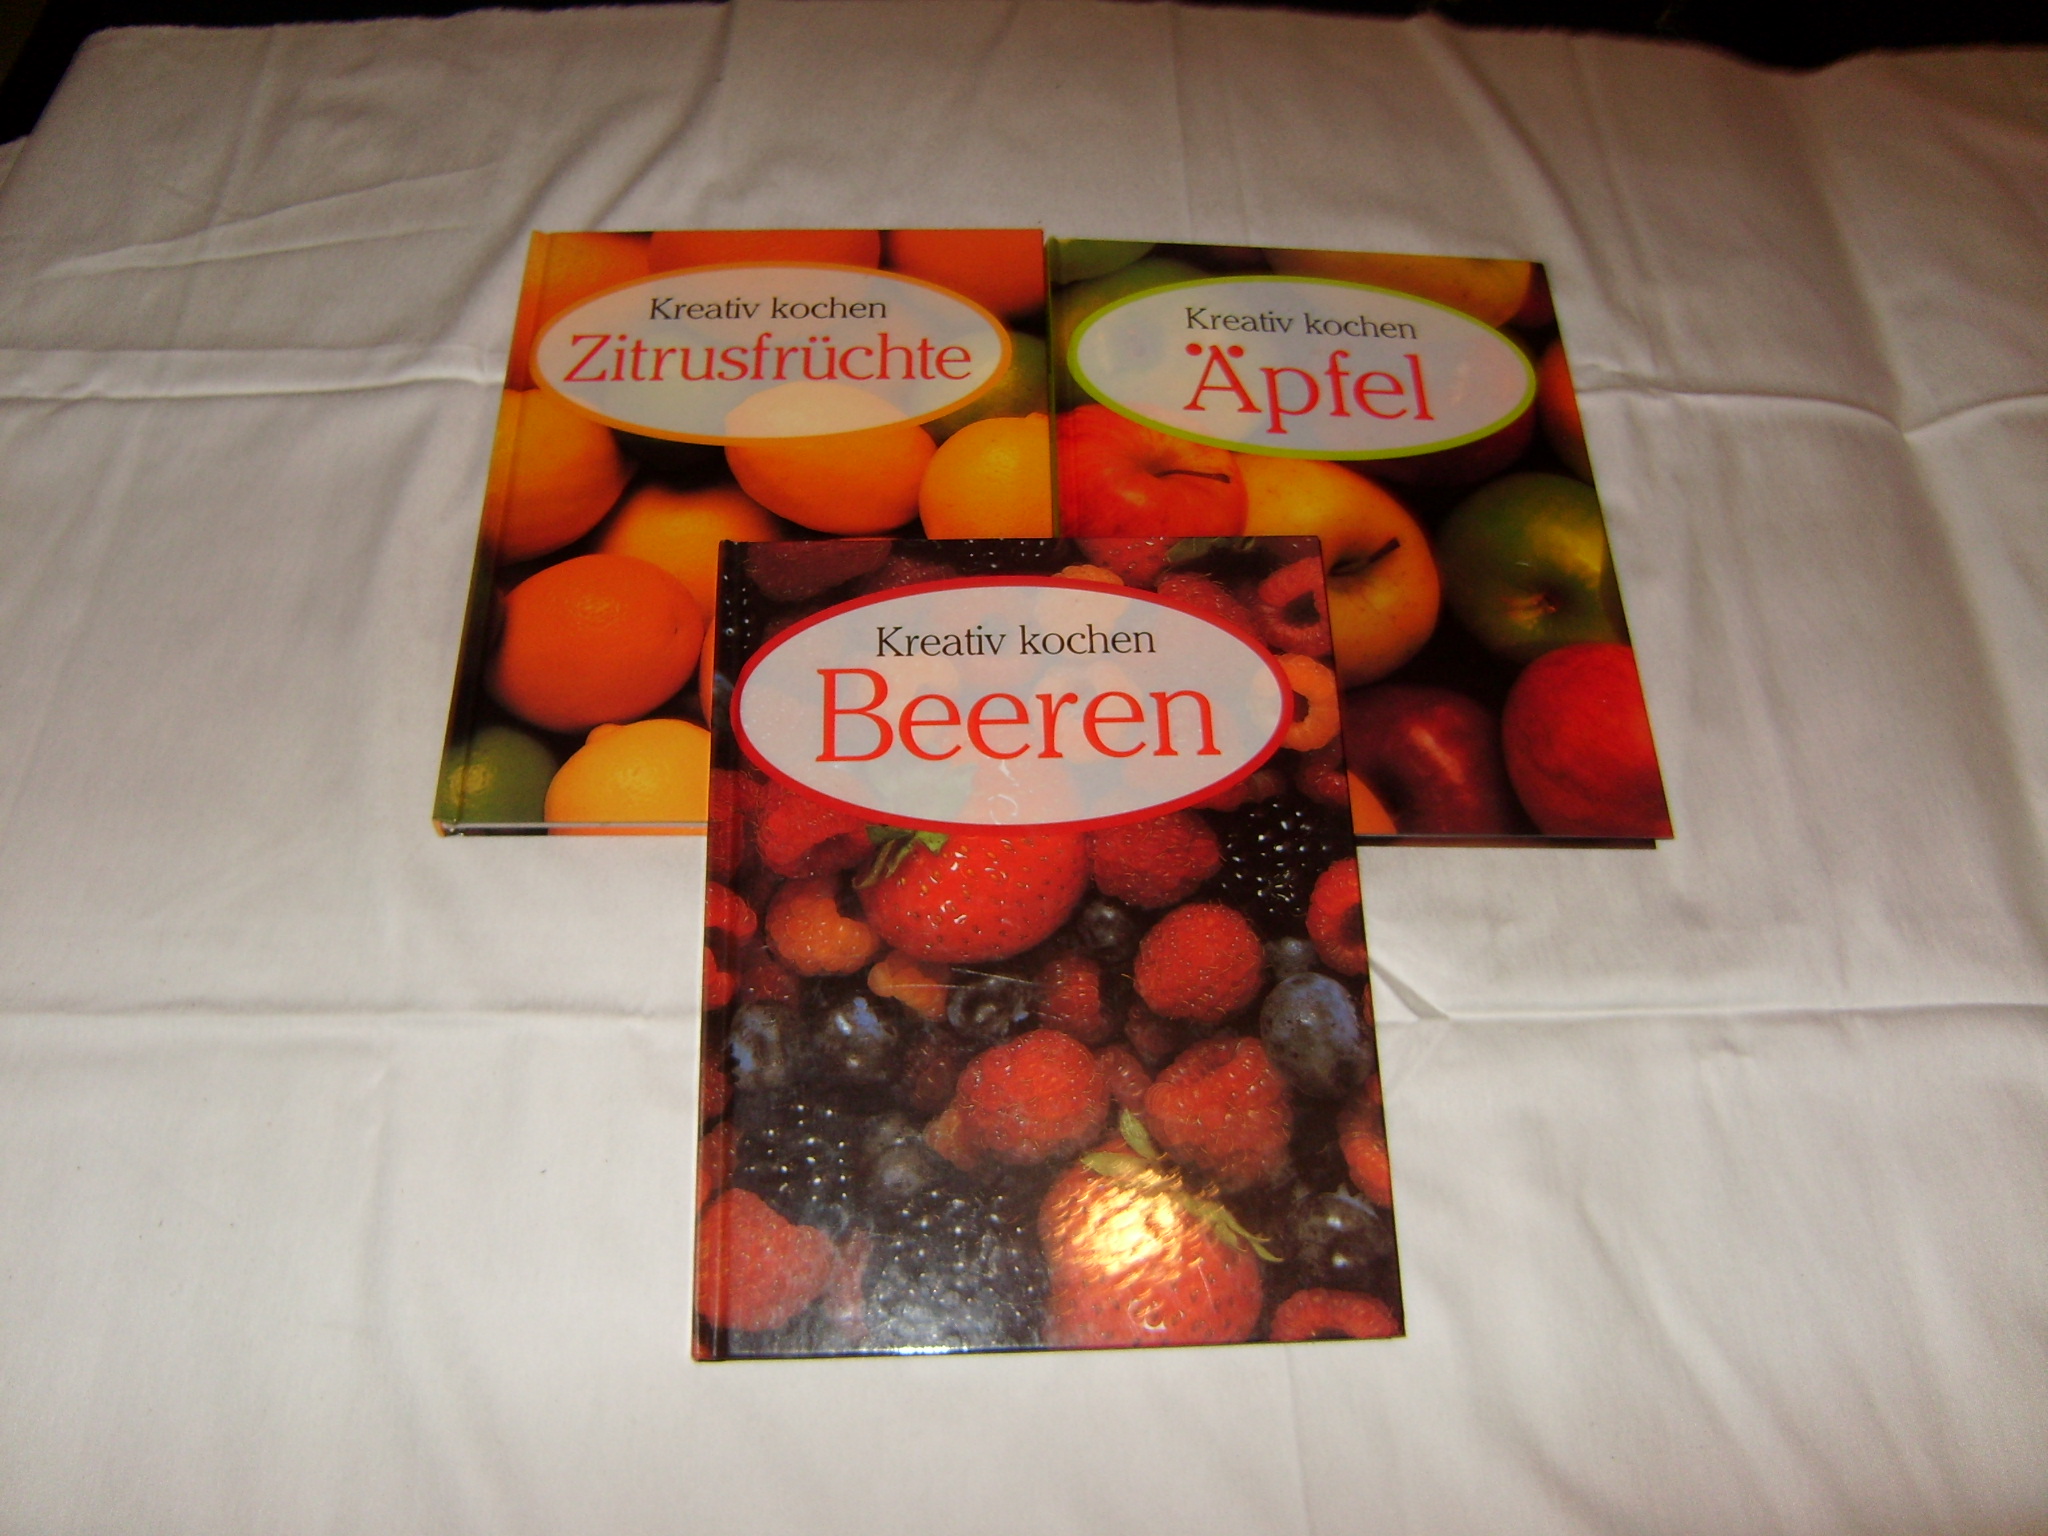 Kreativ kochen
Zitrusfrüchte
Kreativ kochen
Äpfel
Kreativ kochen
Beeren